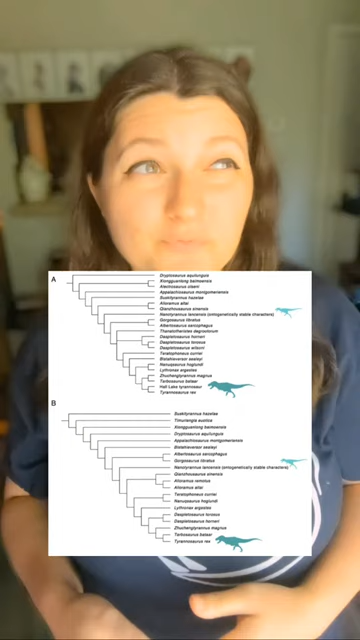 A
Dryptosaurus aquilunguis
Xiongguanlong baimoensis
Alectrosaurus olseni
Appalachiosaurus montgomeriensis
Suskityrannus hazelae
Alioramus altai
Qianzhousaurus sinensis
Nanotyrannus lancensis (ontogenetically stable characters)
Gorgosaurus libratus
Albertosaurus sarcophagus
Thanatotheristes degrootorum
Daspletosaurus horneri
Daspletosaurus torosus
Daspletosaurus wilsoni
Teratophoneus curriei
Bistahieversor sealeyi
Nanuqsaurus hoglundi
Lythronax argestes
Zhuchengtyrannus magnus
Tarbosaurus bataar
Hall Lake tyrannosaur
Tyrannosaurus rex
B
Suskityrannus hazelae
Timurlengia euotica
Xiongguanlong baimoensis
Dryptosaurus aquilunguis
Appalachiosaurus montgomeriensis
Bistahieversor sealeyi
Albertosaurus sarcophagus
Gorgosaurus libratus
Nanotyrannus lancensis (ontogenetically stable characters)
Qianzhousaurus sinensis
Alioramus remotus
Alioramus altai
Teratophoneus curriei
Nanuqsaurus hoglundi
Lythronax argestes
Daspletosaurus torosus
Daspletosaurus horneri
Zhuchengtyrannus magnus
Tarbosaurus bataar
Tyrannosaurus rex